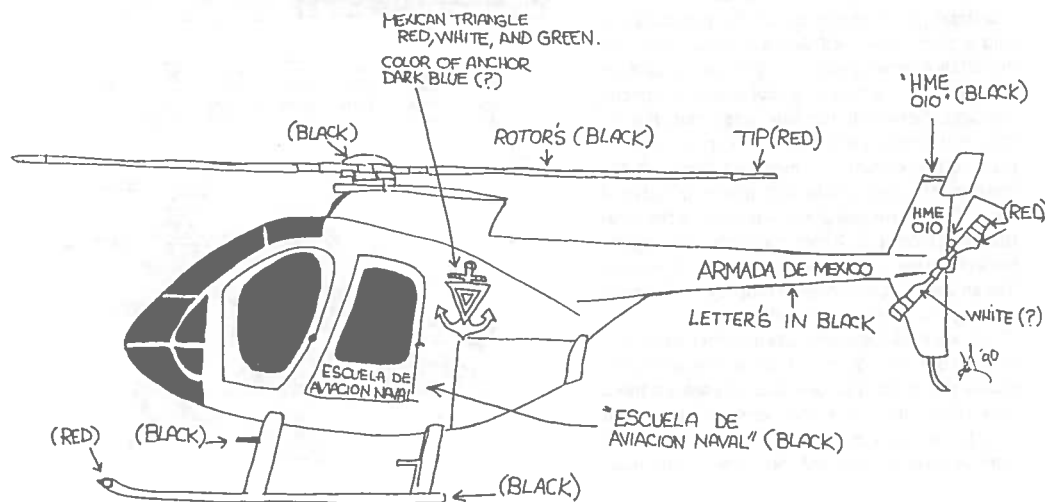 MEXICAN TRIANGLE
RED, WHITE, AND GREEN.
COLOR OF ANCHOR
DARK BLUE (?)
"HME
010" (BLACK)
(BLACK)
ROTOR'S (BLACK)
TIP (RED)
HME
010
(RED)
ARMADA DE MEXICO
LETTER'S IN BLACK
WHITE (?)
'90
ESCUELA DE
AVIACION NAVAL
"ESCUELA DE
AVIACION NAVAL" (BLACK)
(RED)
(BLACK)
(BLACK)